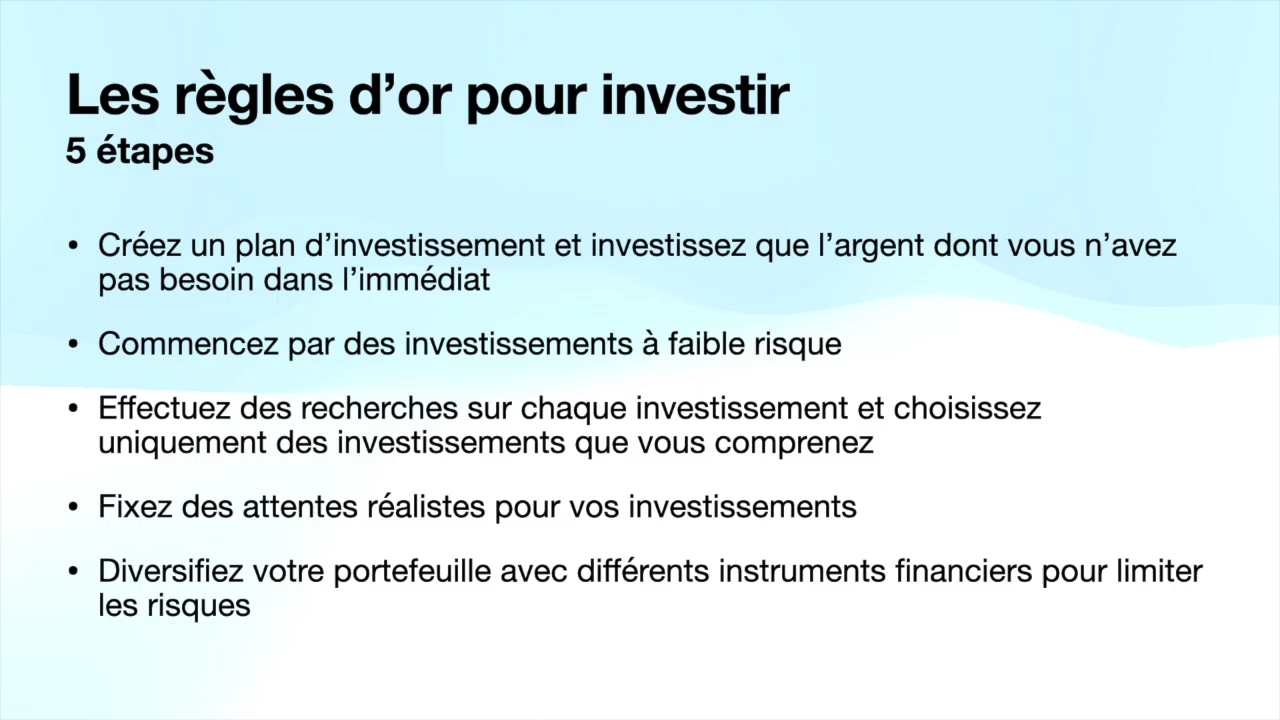 Les règles d’or pour investir
5 étapes
• Créez un plan d’investissement et investissez que l’argent dont vous n’avez
pas besoin dans l’immédiat
• Commencez par des investissements à faible risque
• Effectuez des recherches sur chaque investissement et choisissez
uniquement des investissements que vous comprenez
• Fixez des attentes réalistes pour vos investissements
• Diversifiez votre portefeuille avec différents instruments financiers pour limiter
les risques